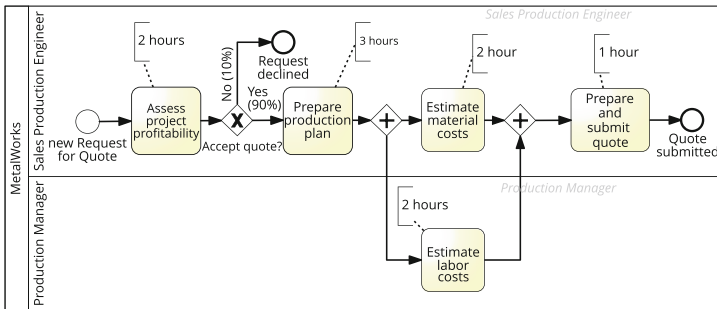 MetalWorks
Sales Production Engineer
Sales Production Engineer
2 hours
No (10%)
Request
declined
3 hours
2 hour
1 hour
new Request
for Quote
Assess
project
profitability
Yes
(90%)
Accept quote?
Prepare
production
plan
Estimate
material
costs
Prepare
and
submit
quote
Quote
submitted
Production Manager
Production Manager
2 hours
Estimate
labor
costs